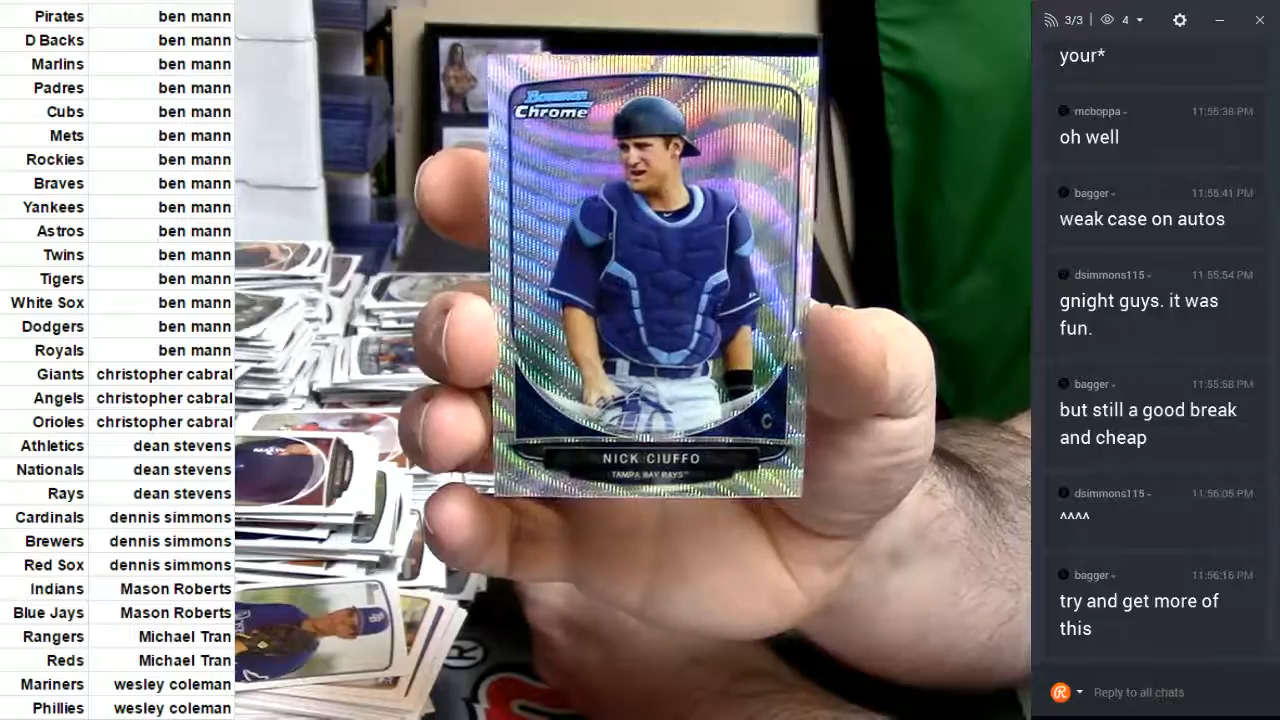 Pirates ben mann
D Backs ben mann
Marlins ben mann
Padres ben mann
Cubs ben mann
Mets ben mann
Rockies ben mann
Braves ben mann
Yankees ben mann
Astros ben mann
Twins ben mann
Tigers ben mann
White Sox ben mann
Dodgers ben mann
Royals ben mann
Giants christopher cabral
Angels christopher cabral
Orioles christopher cabral
Athletics dean stevens
Nationals dean stevens
Rays dean stevens
Cardinals dennis simmons
Brewers dennis simmons
Red Sox dennis simmons
Indians Mason Roberts
Blue Jays Mason Roberts
Rangers Michael Tran
Reds Michael Tran
Mariners wesley coleman
Phillies wesley coleman
Bowman
Chrome
C
NICK CIUFFO
TAMPA BAY RAYS™
®
3/3 4
your*
mcboppa 11:55:38 PM
oh well
bagger 11:55:41 PM
weak case on autos
dsimmons115 11:55:54 PM
gnight guys. it was
fun.
bagger 11:55:58 PM
but still a good break
and cheap
dsimmons115 11:56:05 PM
^^^^
bagger 11:56:16 PM
try and get more of
this
Reply to all chats